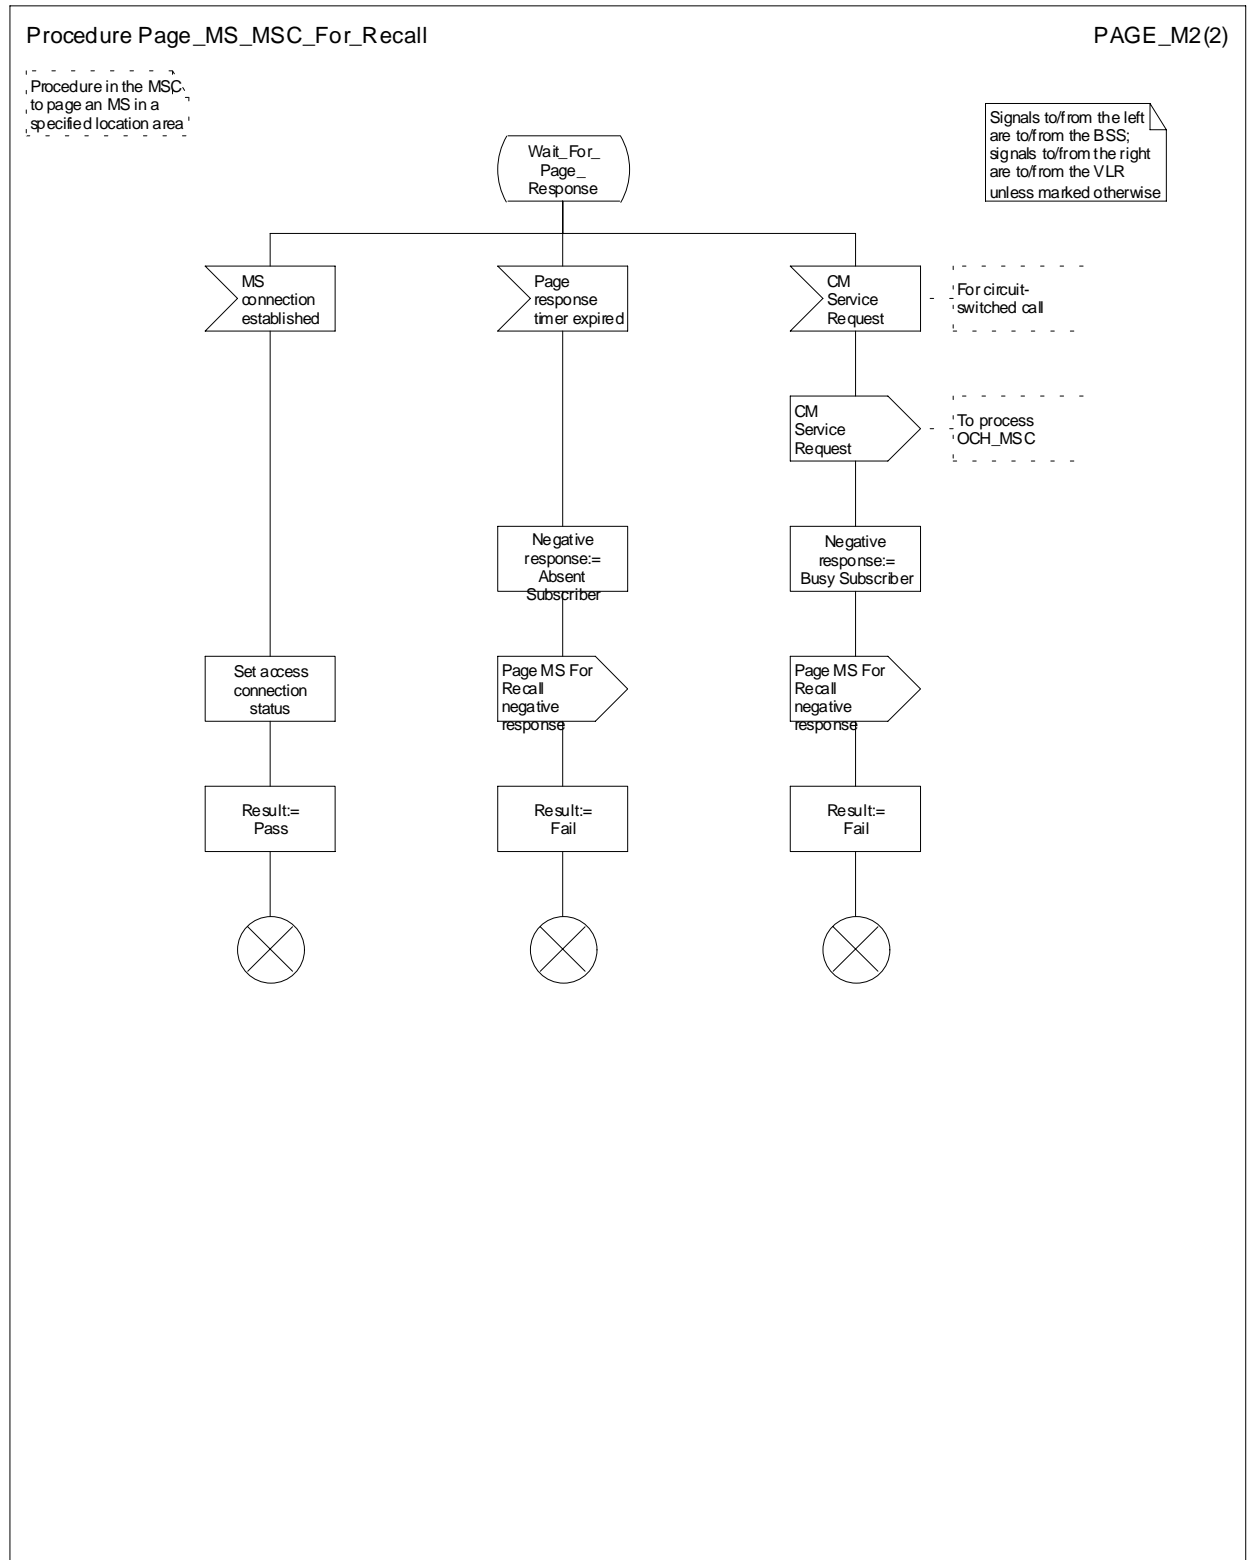 Procedure Page_MS_MSC_For_Recall
PAGE_M2(2)
Procedure in the MSC
to page an MS in a
specified location area
Signals to/from the left
are to/from the BSS;
signals to/from the right
are to/from the VLR
unless marked otherwise
Wait_For_
Page_
Response
MS
connection
established
Page
response
timer expired
CM
Service
Request
For circuit-
switched call
CM
Service
Request
To process
OCH_MSC
Negative
response:=
Absent
Subscriber
Negative
response:=
Busy Subscriber
Set access
connection
status
Page MS For
Recall
negative
response
Page MS For
Recall
negative
response
Result:=
Pass
Result:=
Fail
Result:=
Fail